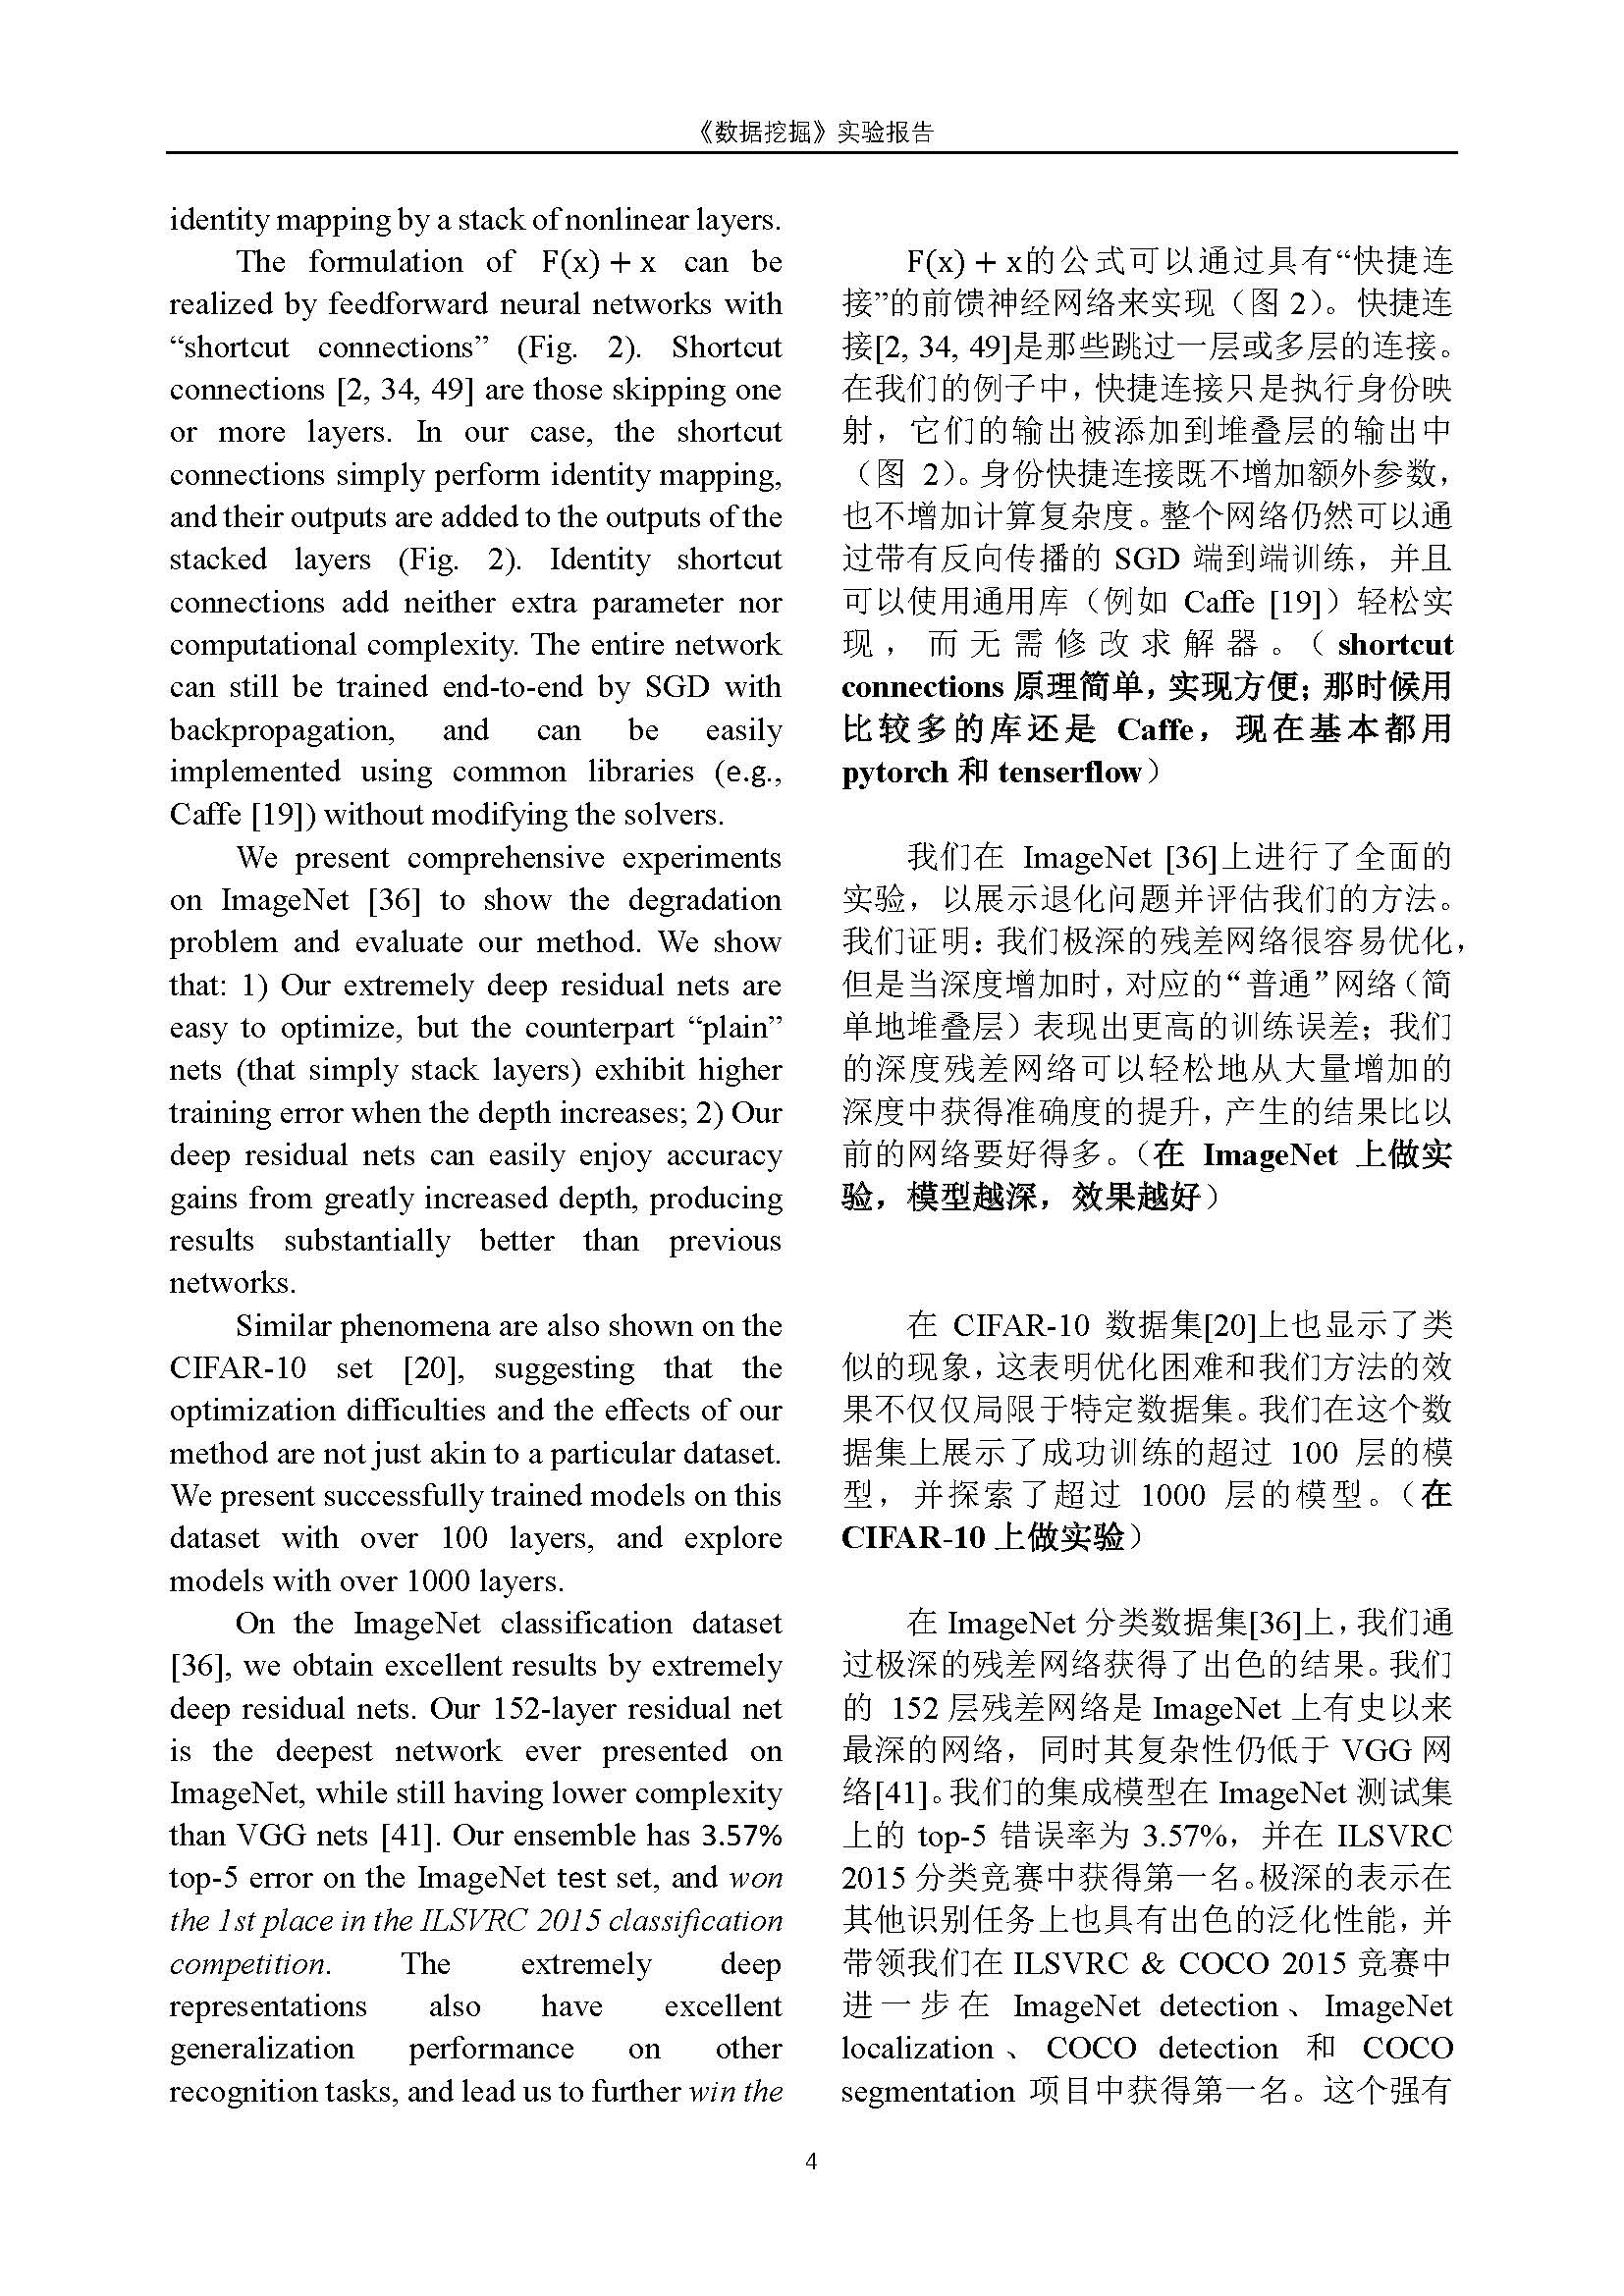 《数据挖掘》实验报告
identity mapping by a stack of nonlinear layers.
The formulation of F(x) + x can be
realized by feedforward neural networks with
“shortcut connections” (Fig. 2). Shortcut
connections [2, 34, 49] are those skipping one
or more layers. In our case, the shortcut
connections simply perform identity mapping,
and their outputs are added to the outputs of the
stacked layers (Fig. 2). Identity shortcut
connections add neither extra parameter nor
computational complexity. The entire network
can still be trained end-to-end by SGD with
backpropagation, and can be easily
implemented using common libraries (e.g.,
Caffe [19]) without modifying the solvers.
We present comprehensive experiments
on ImageNet [36] to show the degradation
problem and evaluate our method. We show
that: 1) Our extremely deep residual nets are
easy to optimize, but the counterpart “plain”
nets (that simply stack layers) exhibit higher
training error when the depth increases; 2) Our
deep residual nets can easily enjoy accuracy
gains from greatly increased depth, producing
results substantially better than previous
networks.
Similar phenomena are also shown on the
CIFAR-10 set [20], suggesting that the
optimization difficulties and the effects of our
method are not just akin to a particular dataset.
We present successfully trained models on this
dataset with over 100 layers, and explore
models with over 1000 layers.
On the ImageNet classification dataset
[36], we obtain excellent results by extremely
deep residual nets. Our 152-layer residual net
is the deepest network ever presented on
ImageNet, while still having lower complexity
than VGG nets [41]. Our ensemble has 3.57%
top-5 error on the ImageNet test set, and won
the 1st place in the ILSVRC 2015 classification
competition. The extremely deep
representations also have excellent
generalization performance on other
recognition tasks, and lead us to further win the
F(x) + x的公式可以通过具有“快捷连
接”的前馈神经网络来实现（图 2）。快捷连
接[2, 34, 49]是那些跳过一层或多层的连接。
在我们的例子中，快捷连接只是执行身份映
射，它们的输出被添加到堆叠层的输出中
（图 2）。身份快捷连接既不增加额外参数，
也不增加计算复杂度。整个网络仍然可以通
过带有反向传播的 SGD 端到端训练，并且
可以使用通用库（例如 Caffe [19]）轻松实
现，而无需修改求解器。（shortcut
connections 原理简单，实现方便；那时候用
比较多的库还是 Caffe，现在基本都用
pytorch 和 tenserflow）
我们在 ImageNet [36]上进行了全面的
实验，以展示退化问题并评估我们的方法。
我们证明：我们极深的残差网络很容易优化，
但是当深度增加时，对应的“普通”网络（简
单地堆叠层）表现出更高的训练误差；我们
的深度残差网络可以轻松地从大量增加的
深度中获得准确度的提升，产生的结果比以
前的网络要好得多。（在 ImageNet 上做实
验，模型越深，效果越好）
在 CIFAR-10 数据集[20]上也显示了类
似的现象，这表明优化困难和我们方法的效
果不仅仅局限于特定数据集。我们在这个数
据集上展示了成功训练的超过 100 层的模
型，并探索了超过 1000 层的模型。（在
CIFAR-10 上做实验）
在 ImageNet 分类数据集[36]上，我们通
过极深的残差网络获得了出色的结果。我们
的 152 层残差网络是 ImageNet 上有史以来
最深的网络，同时其复杂性仍低于 VGG 网
络[41]。我们的集成模型在 ImageNet 测试集
上的 top-5 错误率为 3.57%，并在 ILSVRC
2015 分类竞赛中获得第一名。极深的表示在
其他识别任务上也具有出色的泛化性能，并
带领我们在 ILSVRC & COCO 2015 竞赛中
进一步在 ImageNet detection、ImageNet
localization、COCO detection 和 COCO
segmentation 项目中获得第一名。这个强有
4